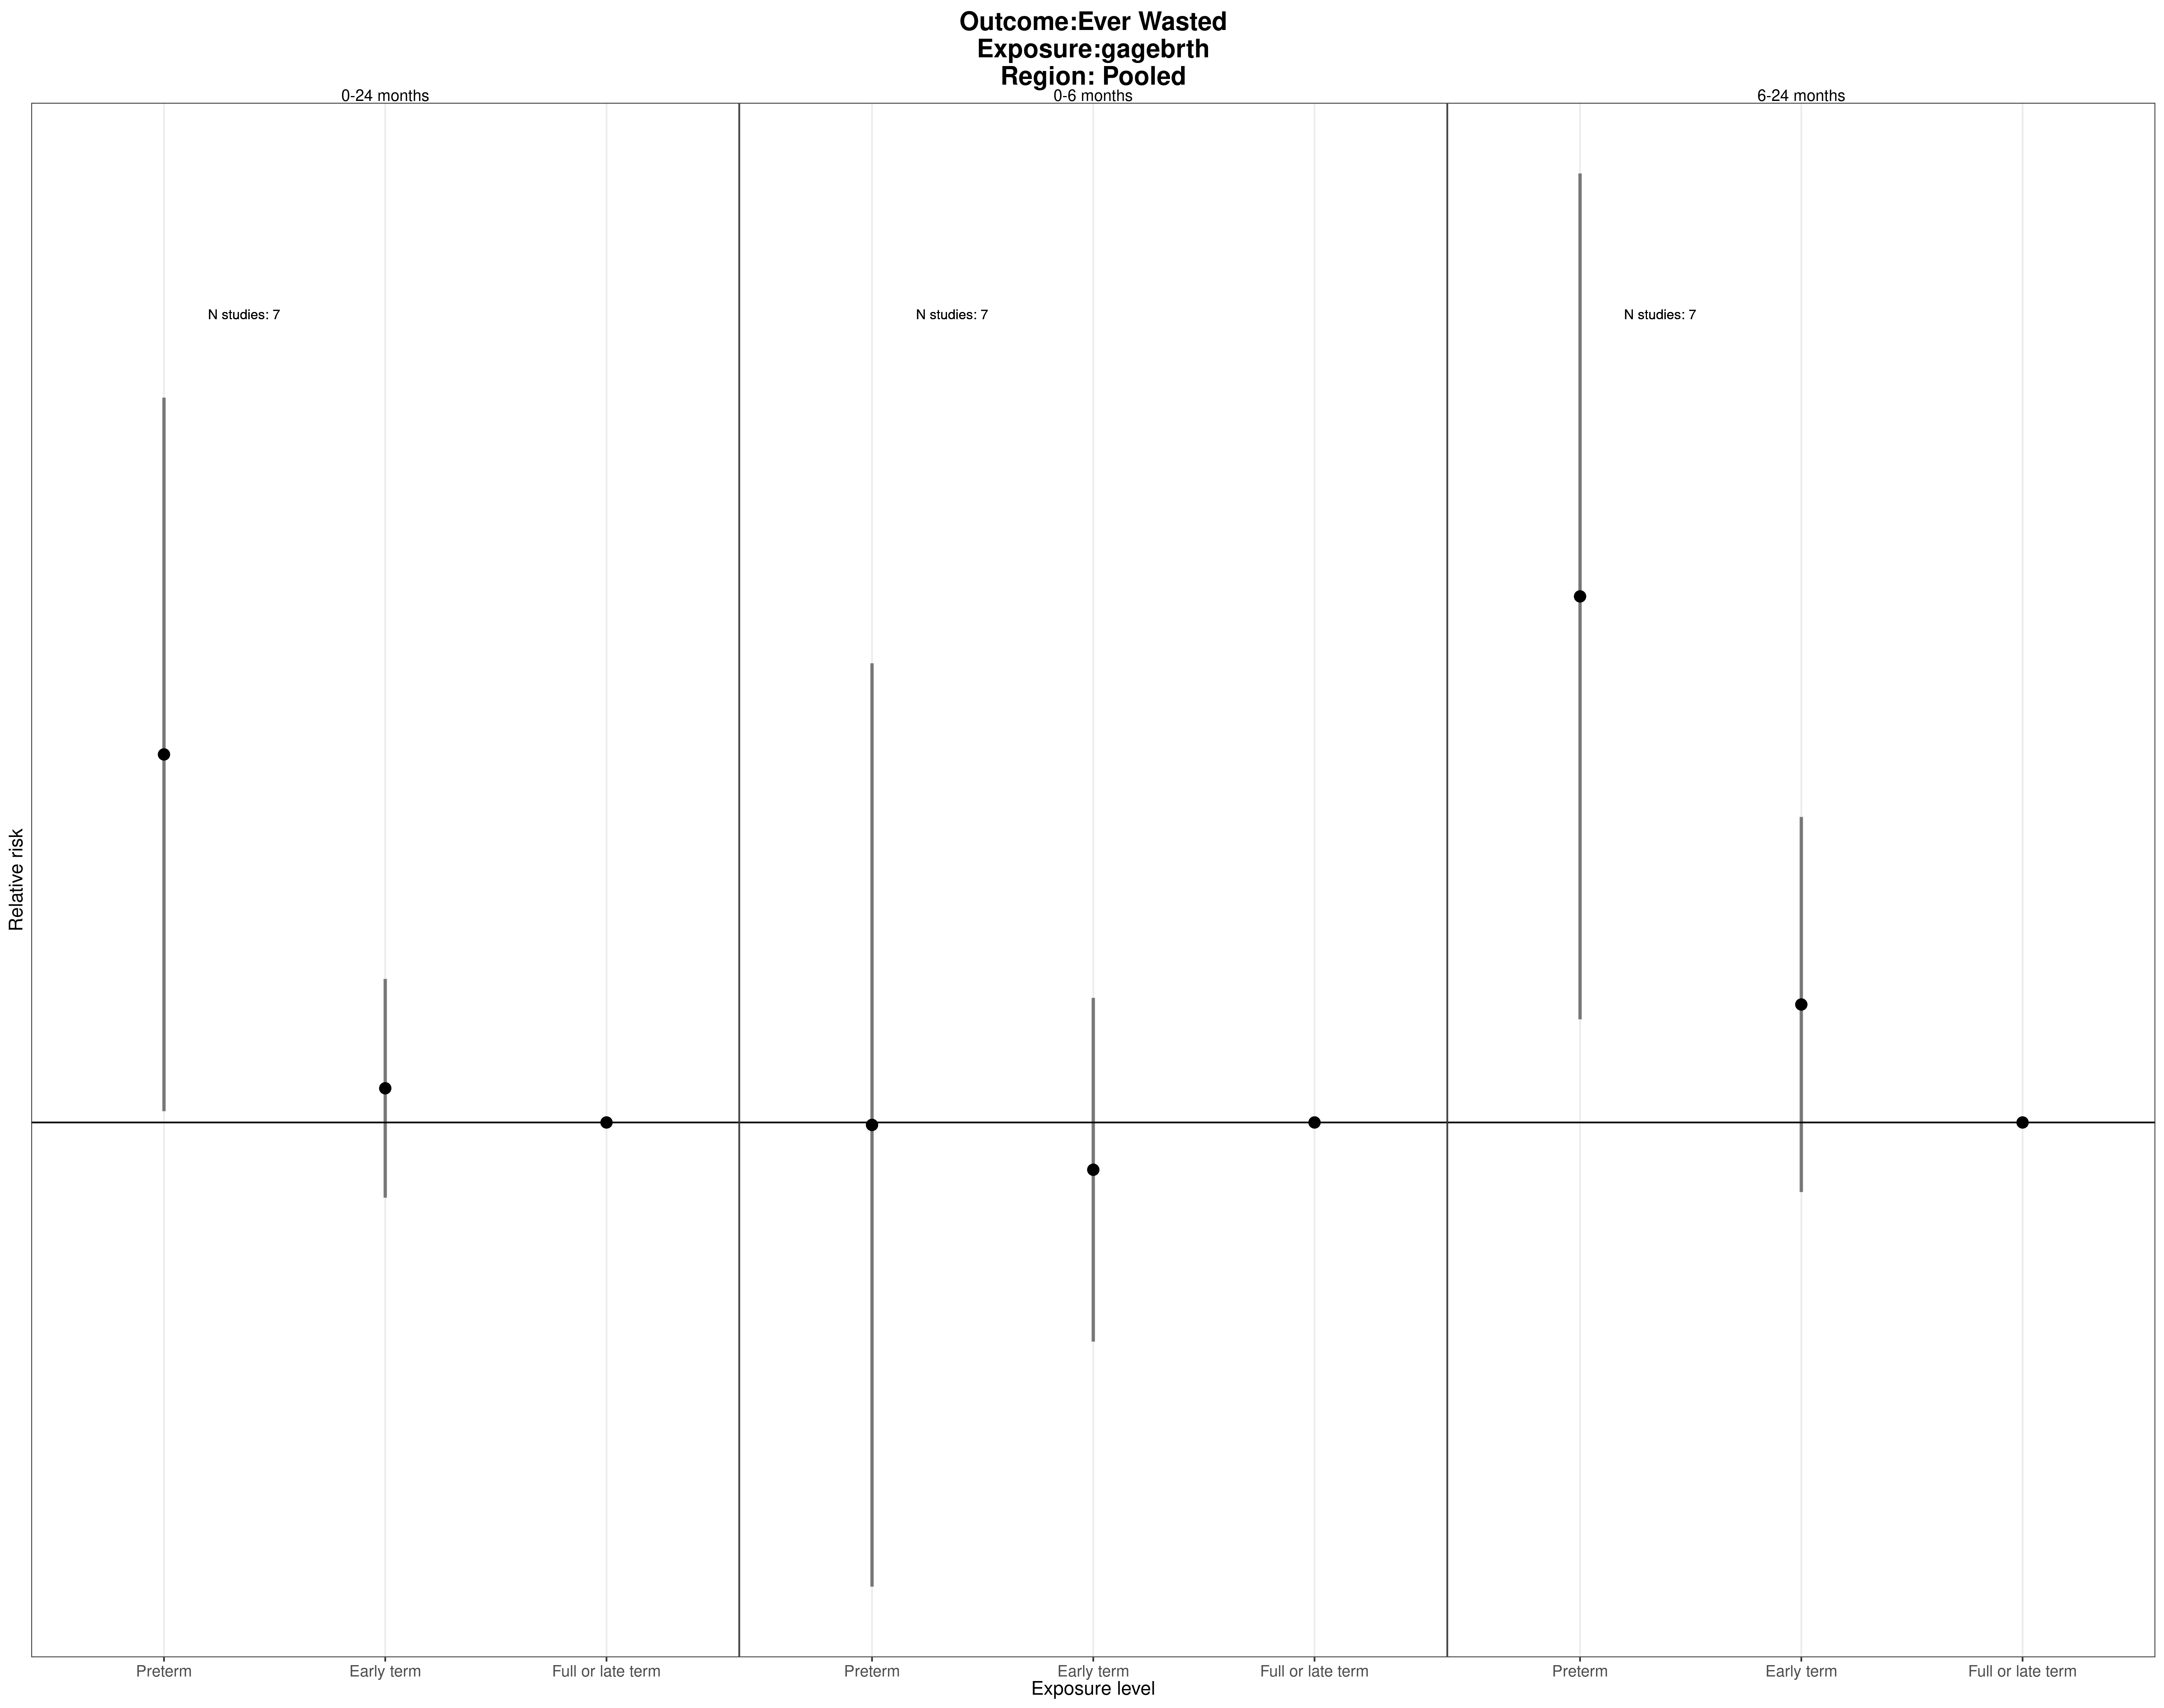 Outcome:Ever Wasted
Exposure:gagebrth
Region: Pooled
0-24 months
0-6 months
6-24 months
N studies: 7
N studies: 7
N studies: 7
Relative risk
Preterm
Early term
Full or late term
Preterm
Early term
Full or late term
Preterm
Early term
Full or late term
Exposure level